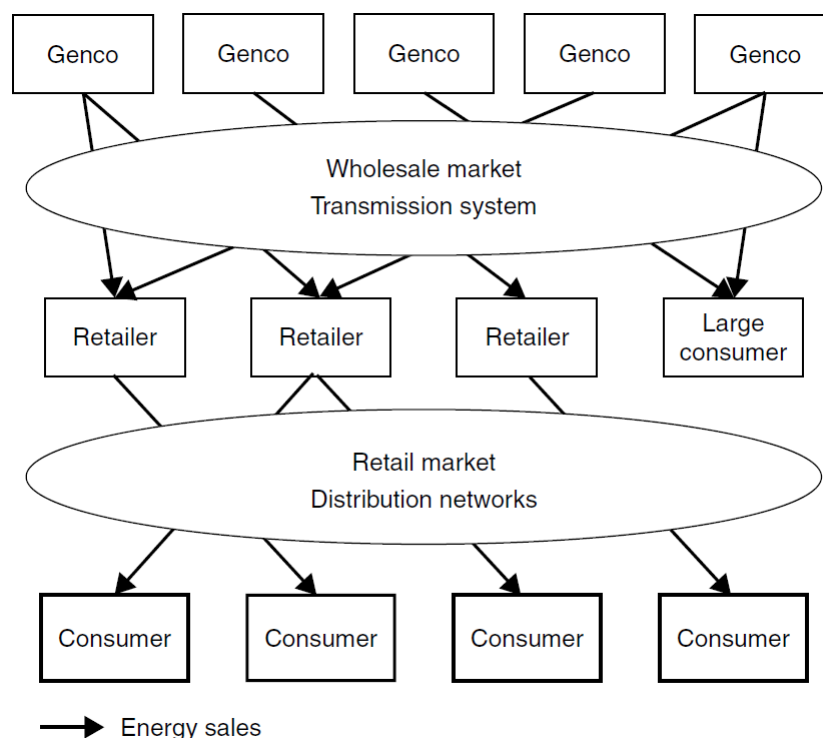 Genco
Genco
Genco
Genco
Genco
Wholesale market
Transmission system
Retailer
Retailer
Retailer
Large
consumer
Retail market
Distribution networks
Consumer
Consumer
Consumer
Consumer
Energy sales